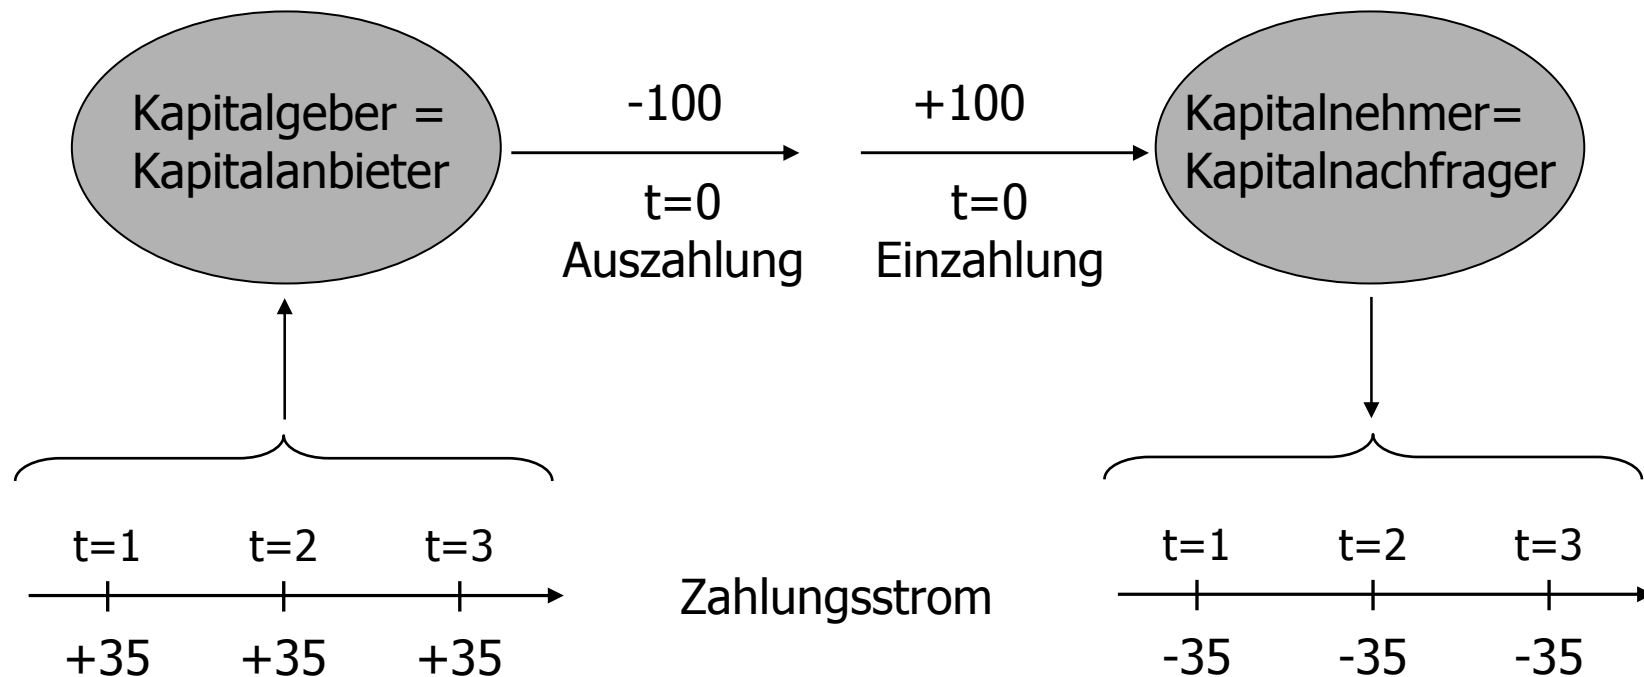 Kapitalgeber =
Kapitalanbieter
-100
t=0
Auszahlung
+100
t=0
Einzahlung
Kapitalnehmer=
Kapitalnachfrager
t=1 t=2 t=3
+35 +35 +35
Zahlungsstrom
t=1 t=2 t=3
-35 -35 -35